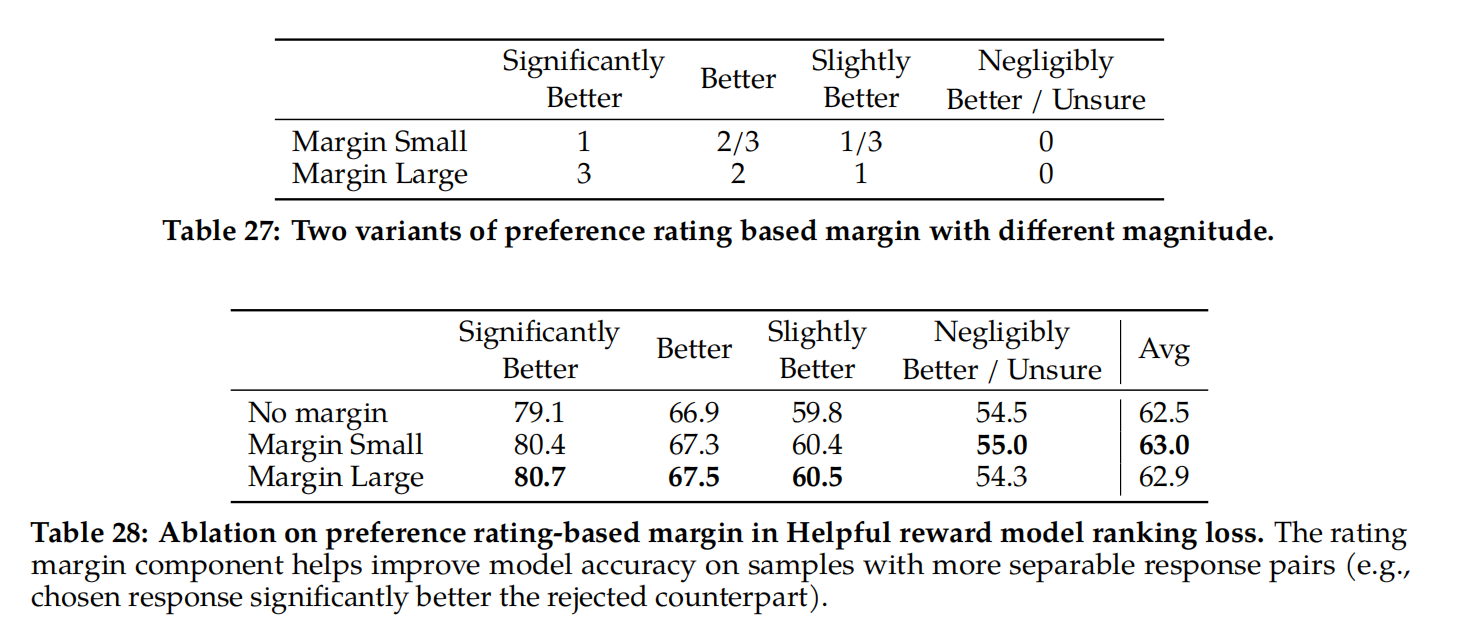 Significantly Better Better Slightly Better Negligibly Better / Unsure
Margin Small 1 2/3 1/3 0
Margin Large 3 2 1 0
Table 27: Two variants of preference rating based margin with different magnitude.
Significantly Better Better Slightly Better Negligibly Better / Unsure Avg
No margin 79.1 66.9 59.8 54.5 62.5
Margin Small 80.4 67.3 60.4 55.0 63.0
Margin Large 80.7 67.5 60.5 54.3 62.9
Table 28: Ablation on preference rating-based margin in Helpful reward model ranking loss. The rating
margin component helps improve model accuracy on samples with more separable response pairs (e.g.,
chosen response significantly better the rejected counterpart).